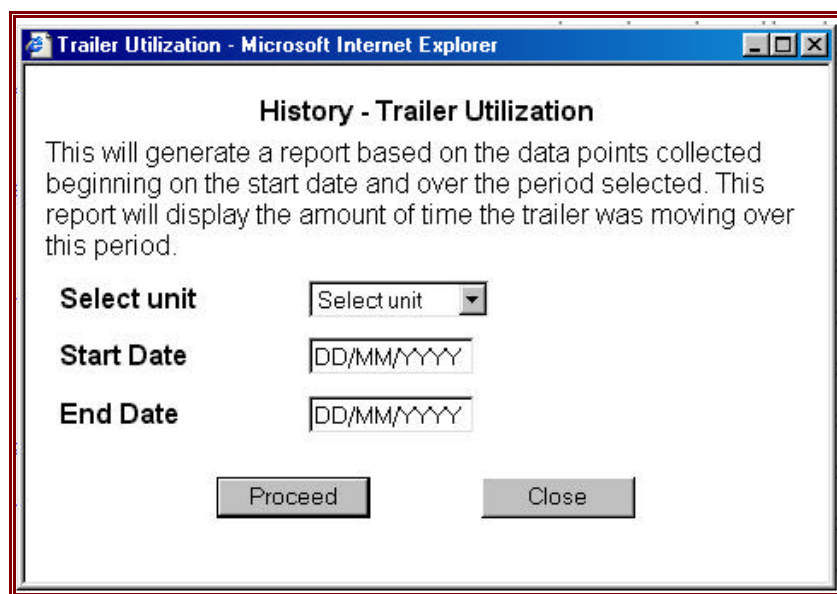 Trailer Utilization - Microsoft Internet Explorer
History - Trailer Utilization
This will generate a report based on the data points collected
beginning on the start date and over the period selected. This
report will display the amount of time the trailer was moving over
this period.
Select unit Select unit
Start Date DD/MM/YYYY
End Date DD/MM/YYYY
Proceed Close